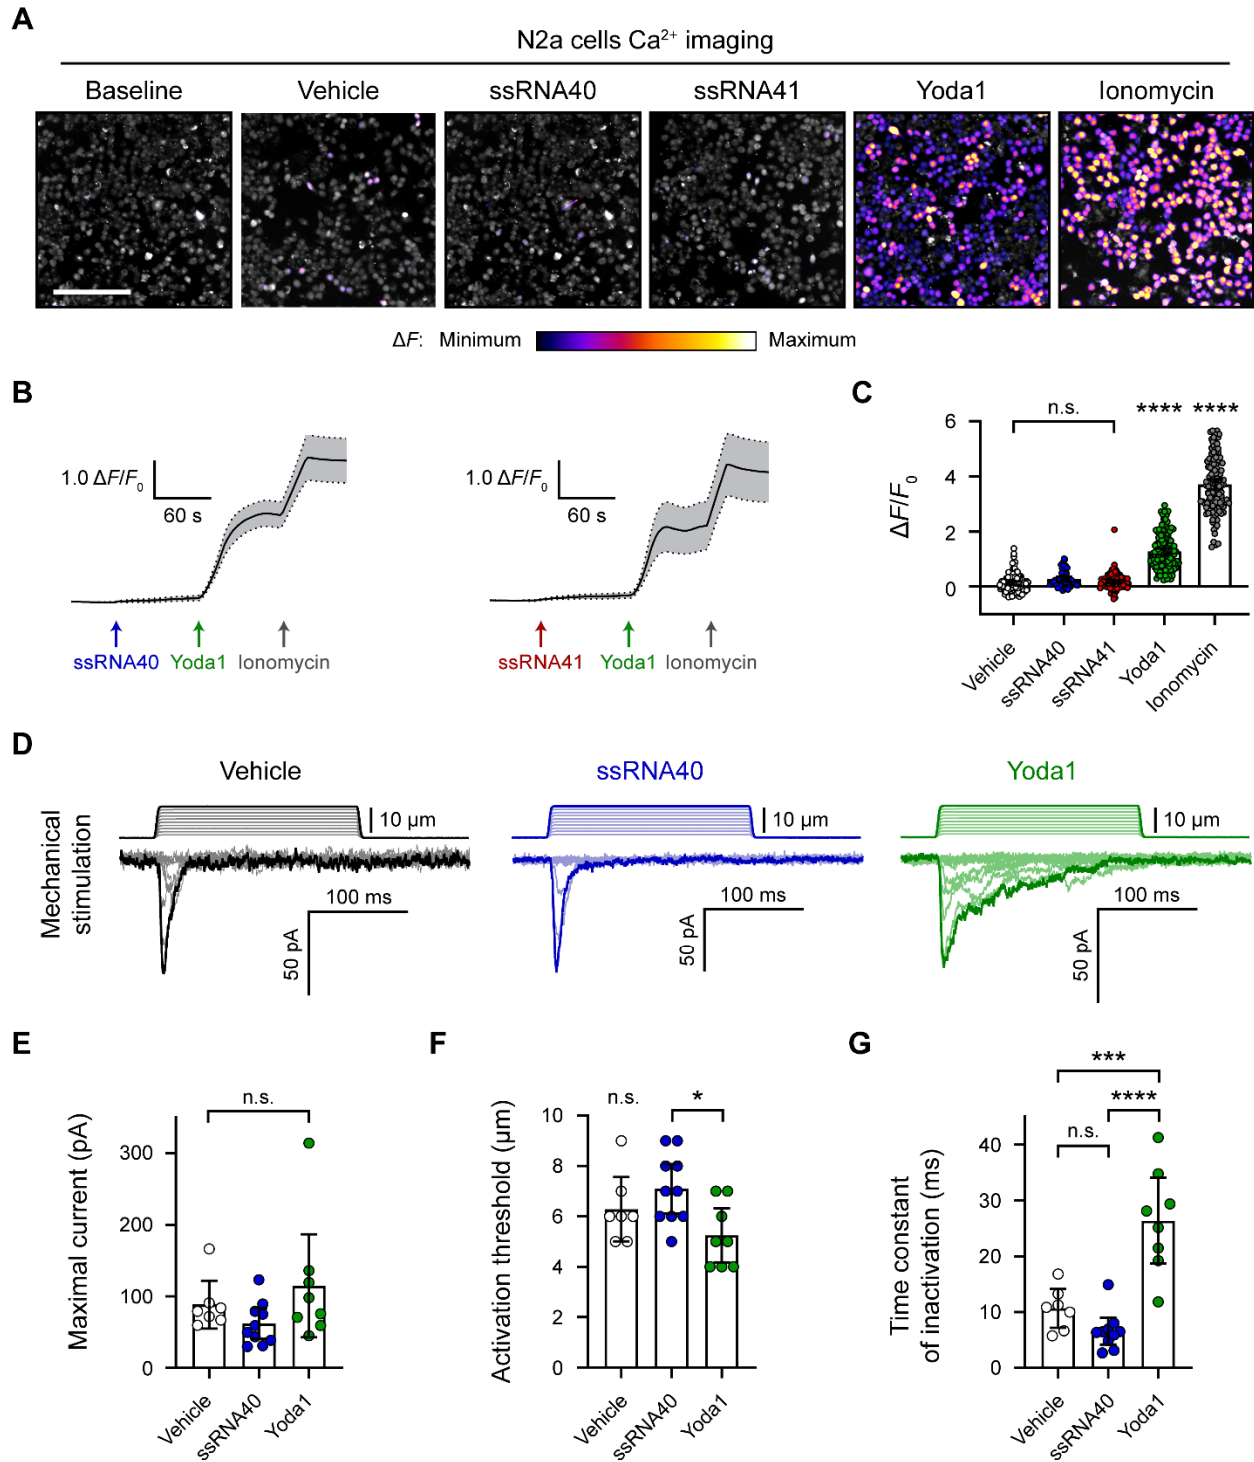 A
N2a cells Ca²⁺ imaging
Baseline Vehicle ssRNA40 ssRNA41 Yoda1 Ionomycin
ΔF: Minimum Maximum
B
1.0 ΔF/F₀
60 s
ssRNA40 Yoda1 Ionomycin
1.0 ΔF/F₀
60 s
ssRNA41 Yoda1 Ionomycin
C
n.s. **** ****
ΔF/F₀
6
4
2
0
Vehicle
ssRNA40
ssRNA41
Yoda1
Ionomycin
D
Vehicle ssRNA40 Yoda1
Mechanical
stimulation
10 µm
100 ms
50 pA
10 µm
100 ms
50 pA
10 µm
100 ms
50 pA
E
n.s.
Maximal current (pA)
300
200
100
0
Vehicle
ssRNA40
Yoda1
F
n.s. *
Activation threshold (µm)
10
8
6
4
2
0
Vehicle
ssRNA40
Yoda1
G
***
****
n.s.
Time constant
of inactivation (ms)
40
30
20
10
0
Vehicle
ssRNA40
Yoda1